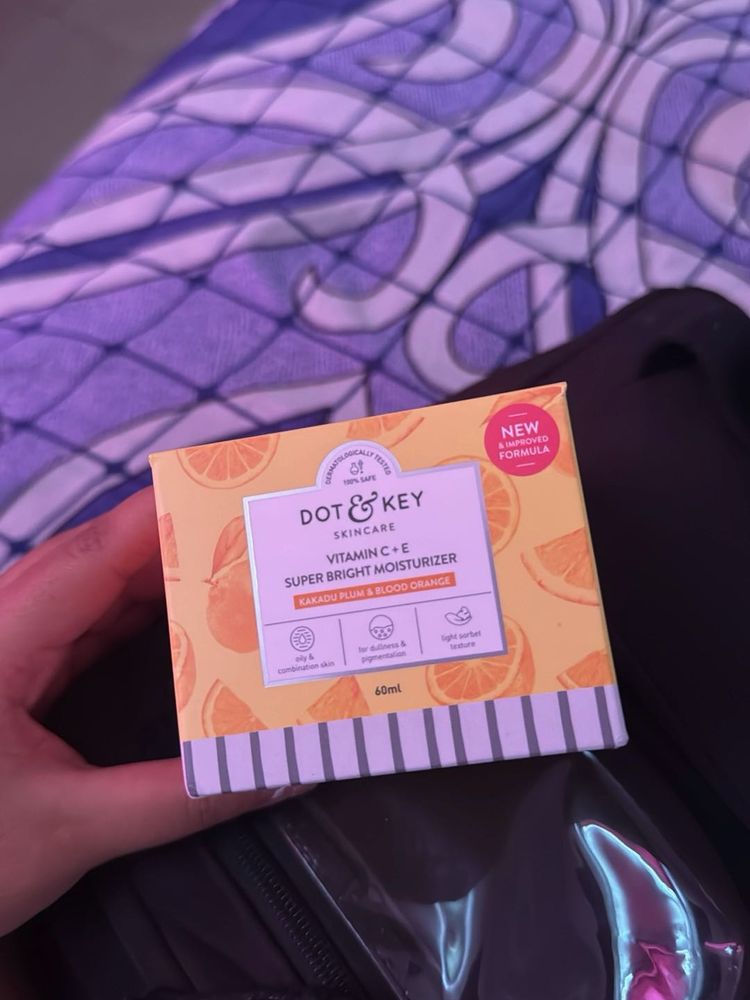 NEW
& IMPROVED
FORMULA
DERMATOLOGICALLY TESTED
100% SAFE
DOT & KEY
SKINCARE
VITAMIN C + E
SUPER BRIGHT MOISTURIZER
KAKADU PLUM & BLOOD ORANGE
oily &
combination skin
for dullness &
pigmentation
light sorbet
texture
60ml